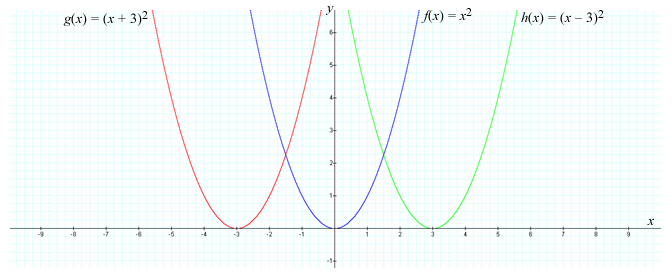 g(x) = (x + 3)²
y
f(x) = x²
h(x) = (x − 3)²
6
5
4
3
2
1
x
-9 -8 -7 -6 -5 -4 -3 -2 -1 1 2 3 4 5 6 7 8 9
-1